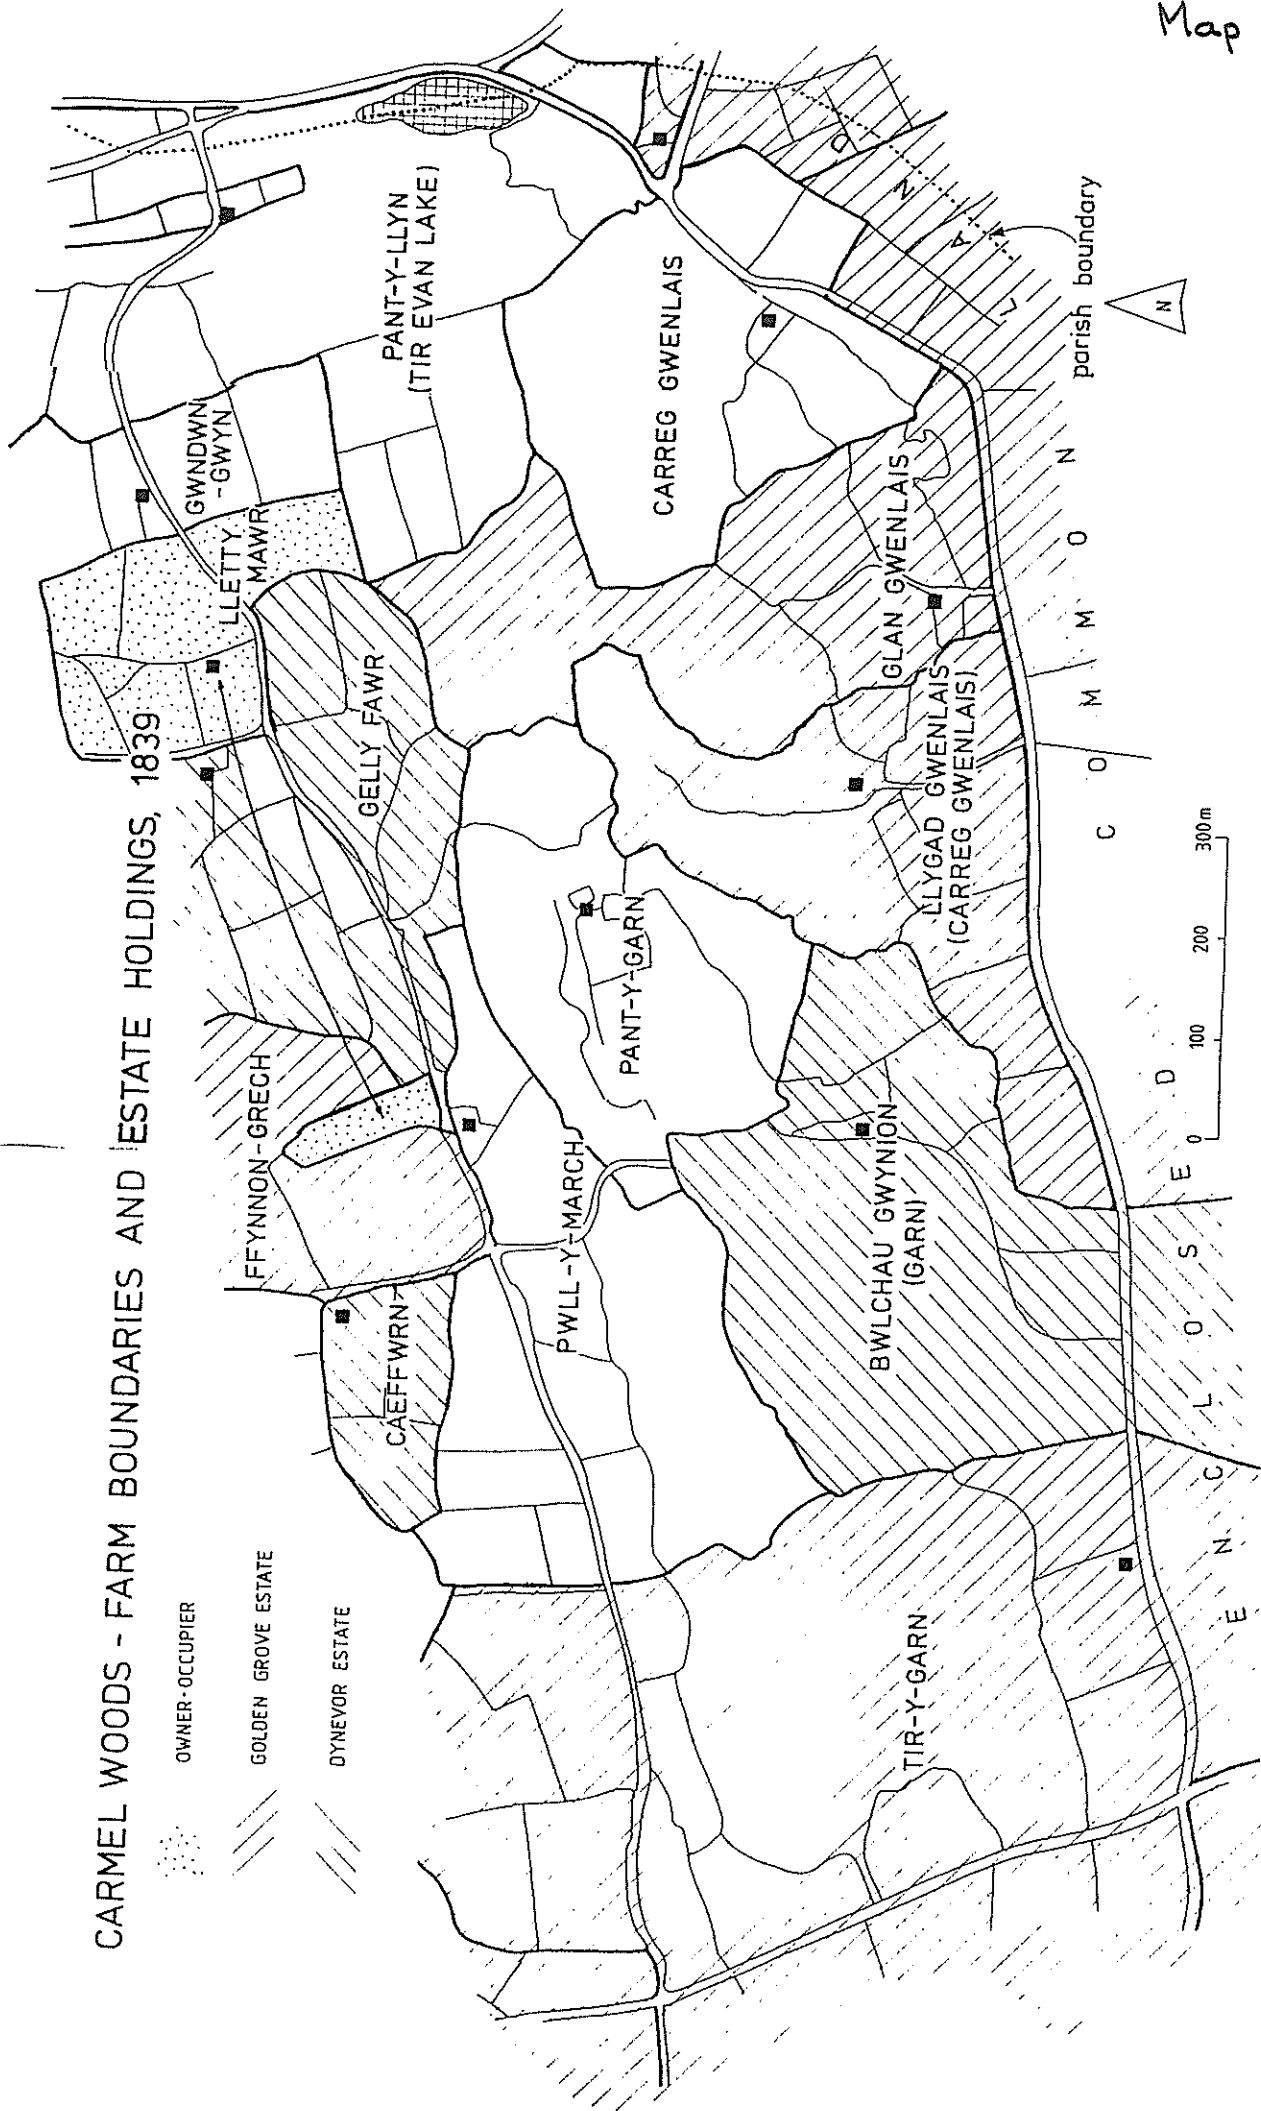 Map
CARMEL WOODS - FARM BOUNDARIES AND ESTATE HOLDINGS, 1839
OWNER-OCCUPIER
GOLDEN GROVE ESTATE
DYNEVOR ESTATE
GWNDWN
-GWYN
LLETTY
MAWR
PANT-Y-LLYN
(TIR EVAN LAKE)
GELLY FAWR
FFYNNON-GRECH
CAEFFWRN
PWLL-Y-MARCH
PANT-Y-GARN
CARREG GWENLAIS
GLAN GWENLAIS
LLYGAD GWENLAIS
(CARREG GWENLAIS)
BWLCHAU GWYNION
(GARN)
TIR-Y-GARN
ENCLOSED COMMON LAND
parish boundary
N
0 100 200 300m